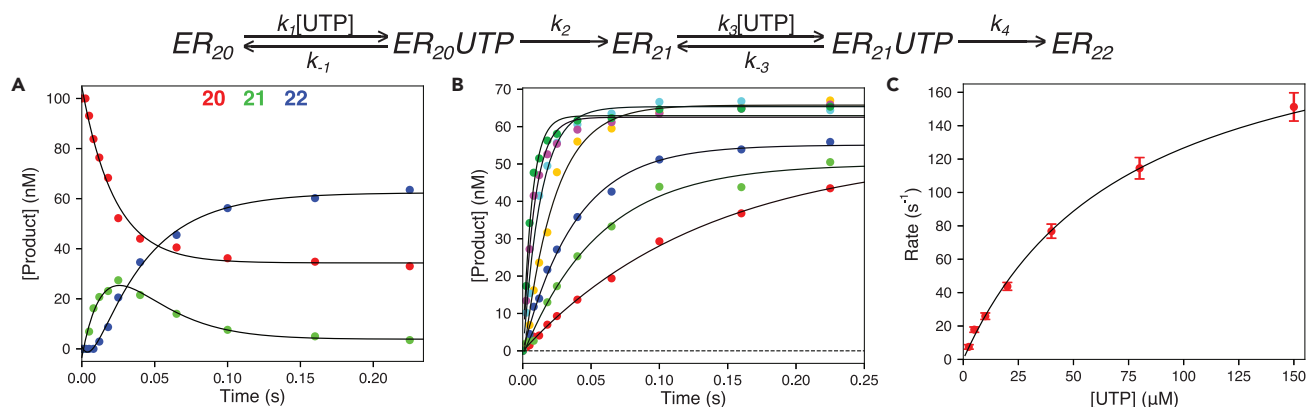 k₁[UTP] k₂ k₃[UTP] k₄
ER₂₀ ER₂₀UTP ER₂₁ ER₂₁UTP ER₂₂
k₋₁ k₋₃
A B C
20 21 22
100
80
60
40
20
0
[Product] (nM)
0.00 0.05 0.10 0.15 0.20
Time (s)
70
60
50
40
30
20
10
0
[Product] (nM)
0.00 0.05 0.10 0.15 0.20 0.25
Time (s)
160
140
120
100
80
60
40
20
0
Rate (s⁻¹)
0 25 50 75 100 125 150
[UTP] (μM)